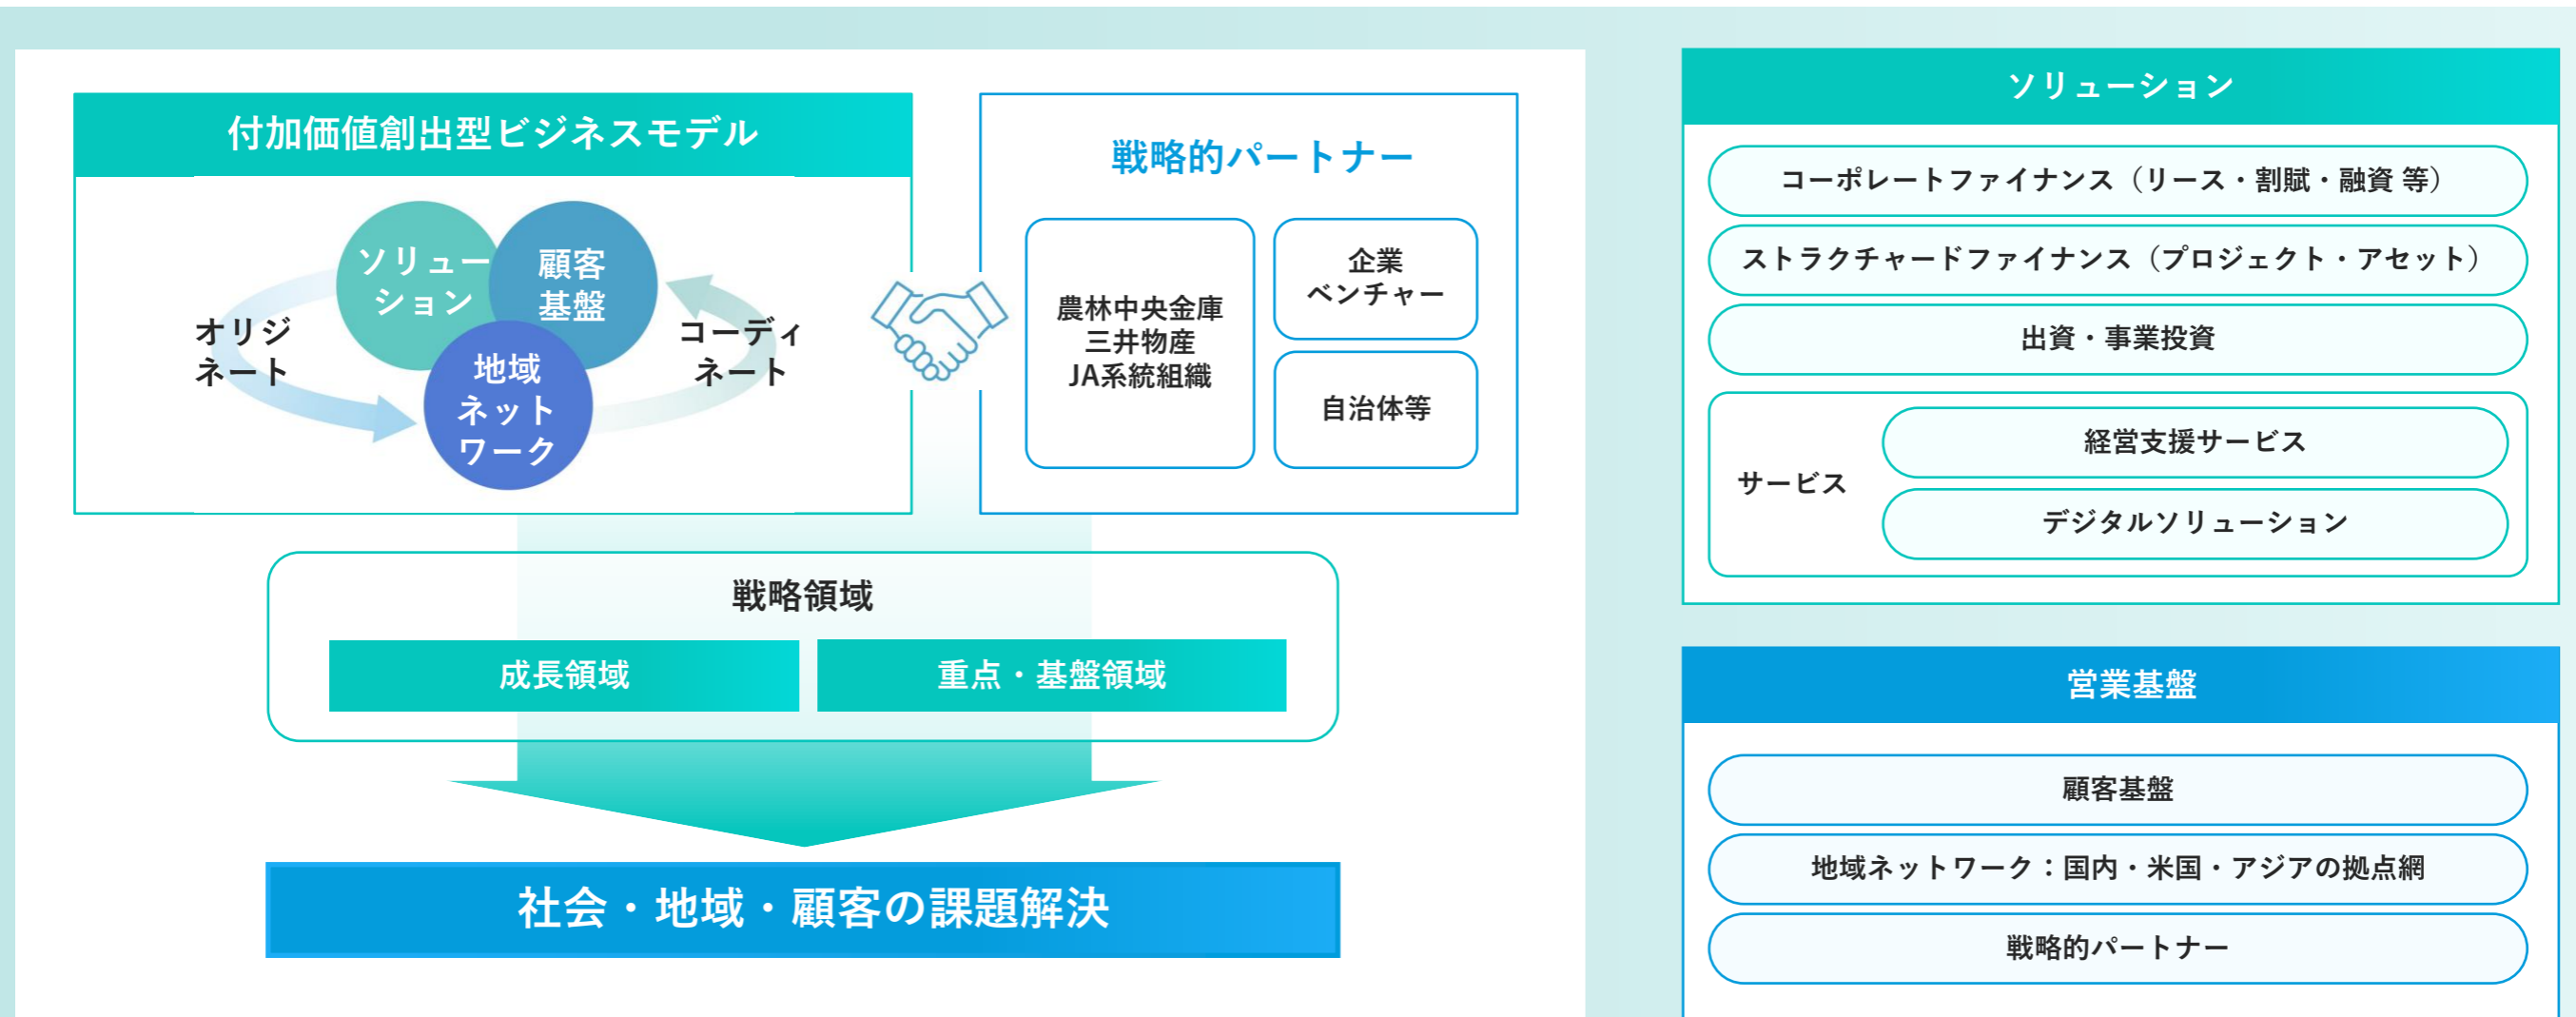 付加価値創出型ビジネスモデル
ソリュー
ション
顧客
基盤
地域
ネット
ワーク
オリジ
ネート
コーディ
ネート
戦略的パートナー
農林中央金庫
三井物産
JA系統組織
企業
ベンチャー
自治体等
戦略領域
成長領域
重点・基盤領域
社会・地域・顧客の課題解決
ソリューション
コーポレートファイナンス（リース・割賦・融資 等）
ストラクチャードファイナンス（プロジェクト・アセット）
出資・事業投資
サービス
経営支援サービス
デジタルソリューション
営業基盤
顧客基盤
地域ネットワーク：国内・米国・アジアの拠点網
戦略的パートナー